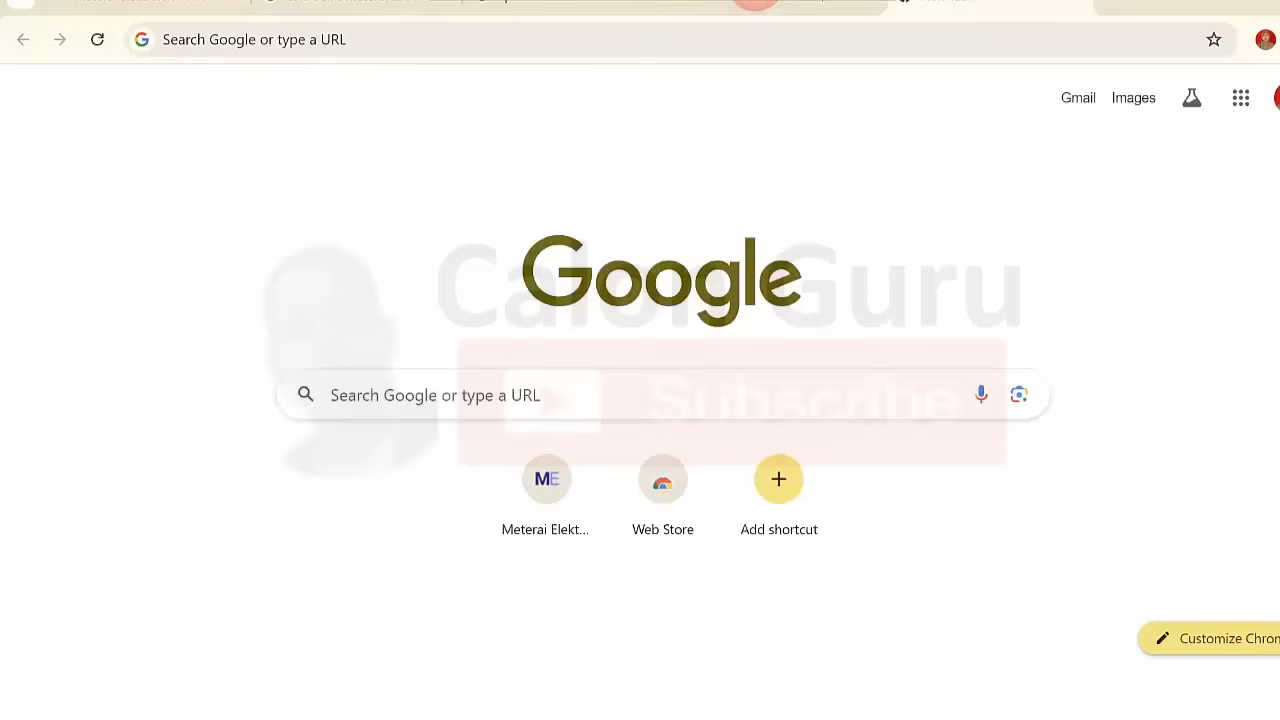 Search Google or type a URL
Gmail Images
Google
Calon Guru
Search Google or type a URL
Subscribe
ME
Meterai Elekt...
Web Store
Add shortcut
Customize Chron